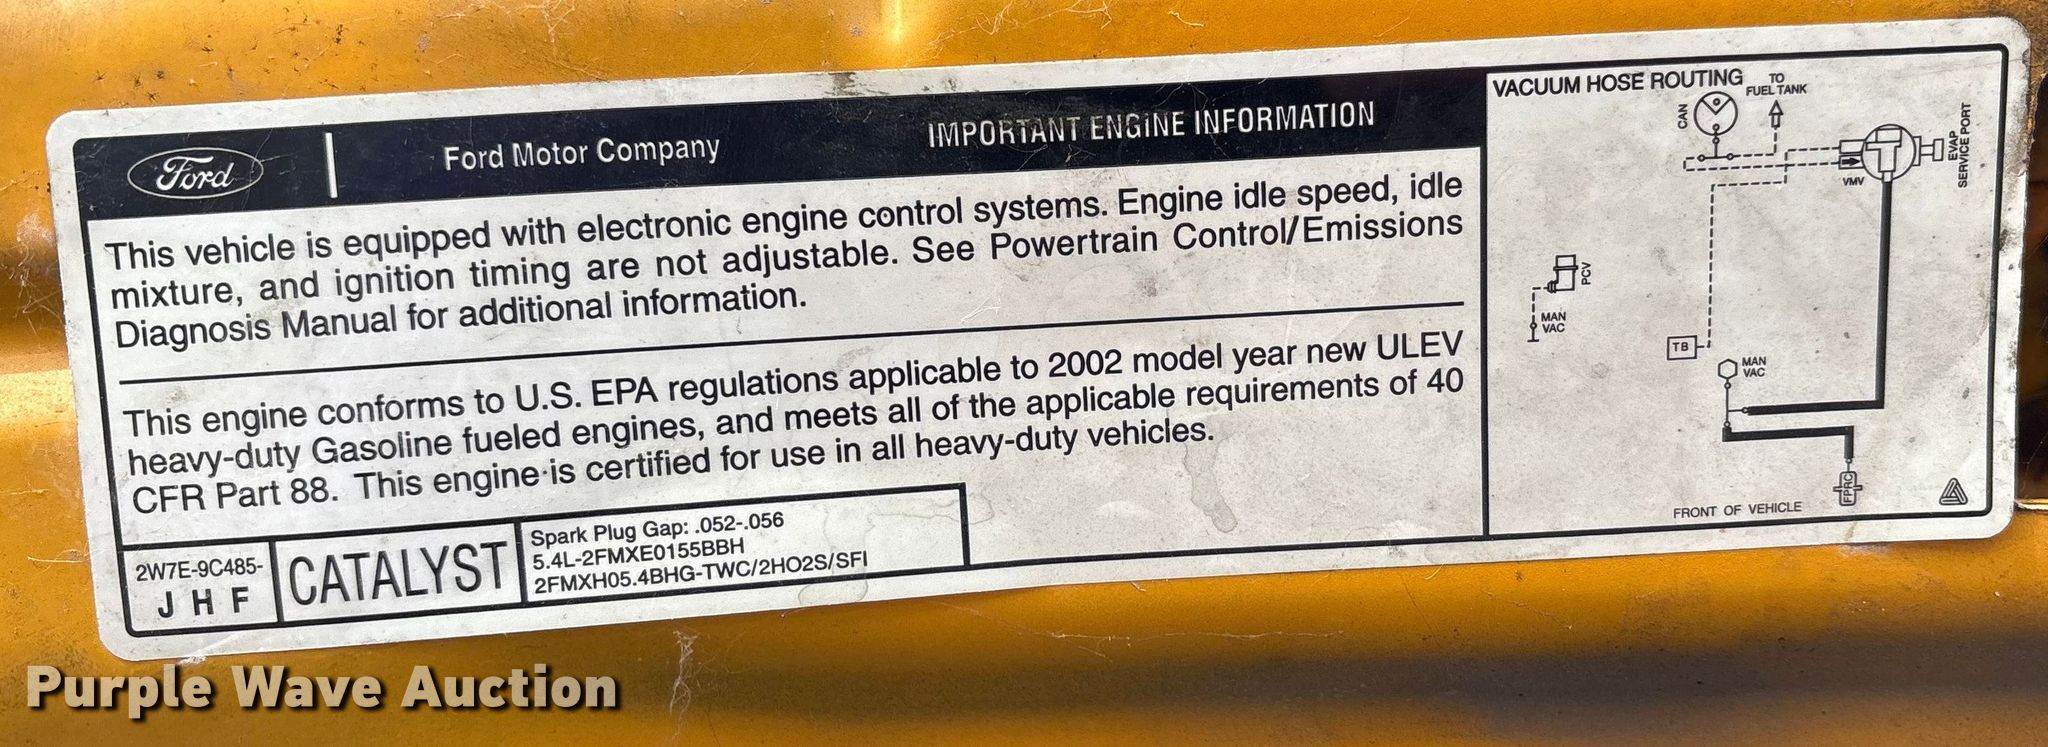 Ford
Ford Motor Company
IMPORTANT ENGINE INFORMATION
This vehicle is equipped with electronic engine control systems. Engine idle speed, idle
mixture, and ignition timing are not adjustable. See Powertrain Control/Emissions
Diagnosis Manual for additional information.
This engine conforms to U.S. EPA regulations applicable to 2002 model year new ULEV
heavy-duty Gasoline fueled engines, and meets all of the applicable requirements of 40
CFR Part 88. This engine is certified for use in all heavy-duty vehicles.
2W7E-9C485-
J H F
CATALYST
Spark Plug Gap: .052-.056
5.4L-2FMXE0155BBH
2FMXH05.4BHG-TWC/2HO2S/SFI
VACUUM HOSE ROUTING
TO
FUEL TANK
CAN
EVAP
SERVICE PORT
VMV
PCV
MAN
VAC
TB
MAN
VAC
FPRC
FRONT OF VEHICLE
Purple Wave Auction